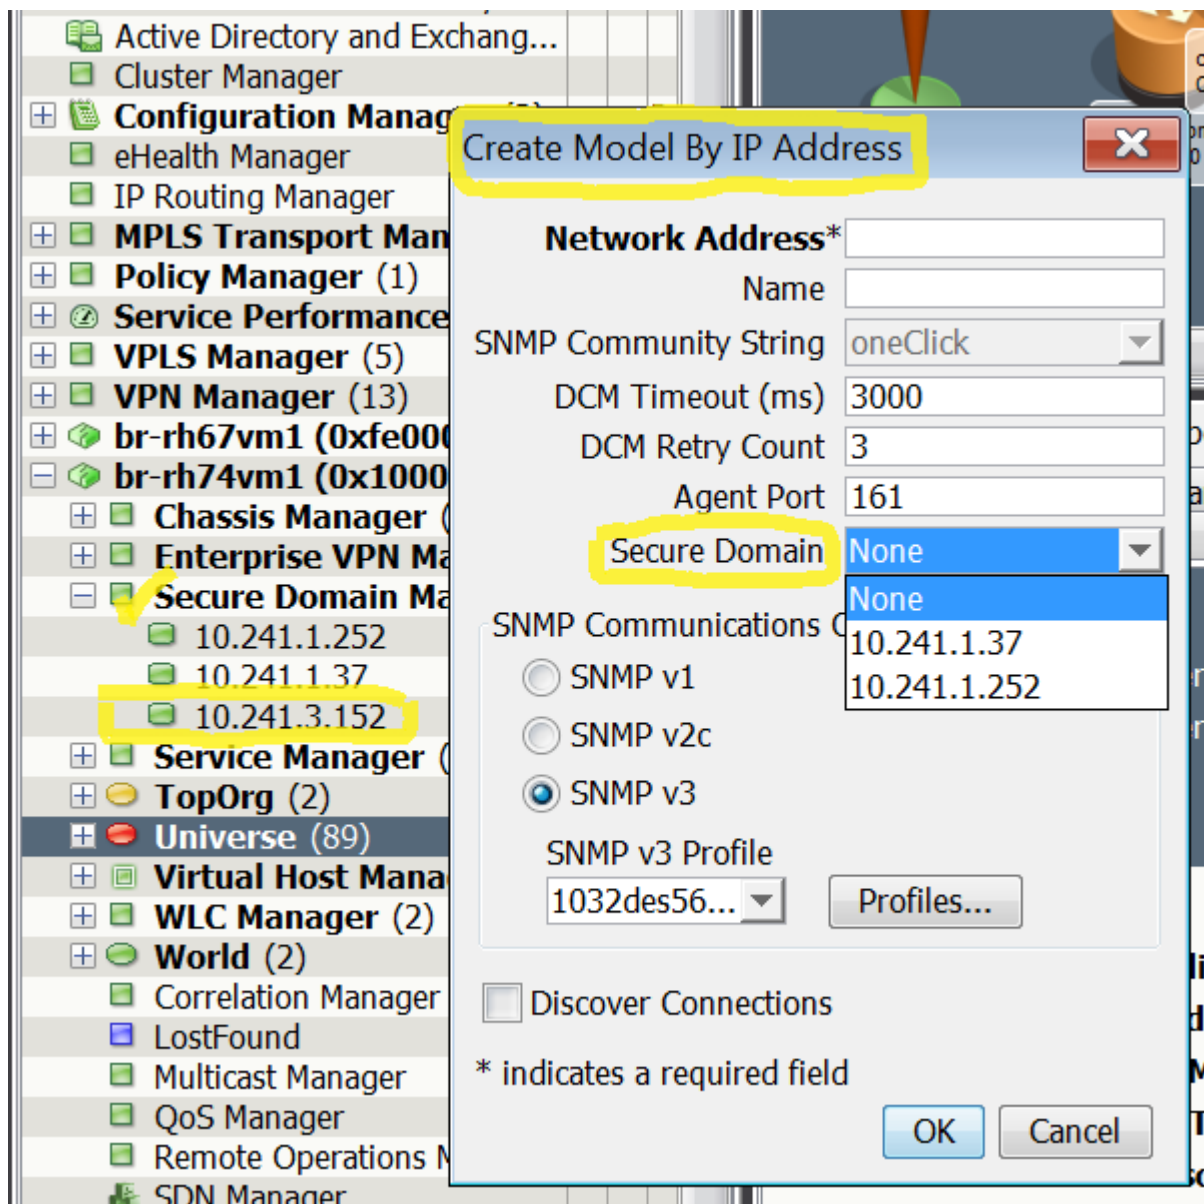 Active Directory and Exchang...
Cluster Manager
Configuration Manag
eHealth Manager
IP Routing Manager
MPLS Transport Man
Policy Manager (1)
Service Performance
VPLS Manager (5)
VPN Manager (13)
br-rh67vm1 (0xfe000
br-rh74vm1 (0x1000
Chassis Manager (
Enterprise VPN Ma
Secure Domain Ma
10.241.1.252
10.241.1.37
10.241.3.152
Service Manager (
TopOrg (2)
Universe (89)
Virtual Host Mana
WLC Manager (2)
World (2)
Correlation Manager
LostFound
Multicast Manager
QoS Manager
Remote Operations M
SDN Manager
Create Model By IP Address
Network Address*
Name
SNMP Community String oneClick
DCM Timeout (ms) 3000
DCM Retry Count 3
Agent Port 161
Secure Domain None
None
10.241.1.37
10.241.1.252
SNMP Communications
SNMP v1
SNMP v2c
SNMP v3
SNMP v3 Profile
1032des56... Profiles...
Discover Connections
* indicates a required field
OK Cancel